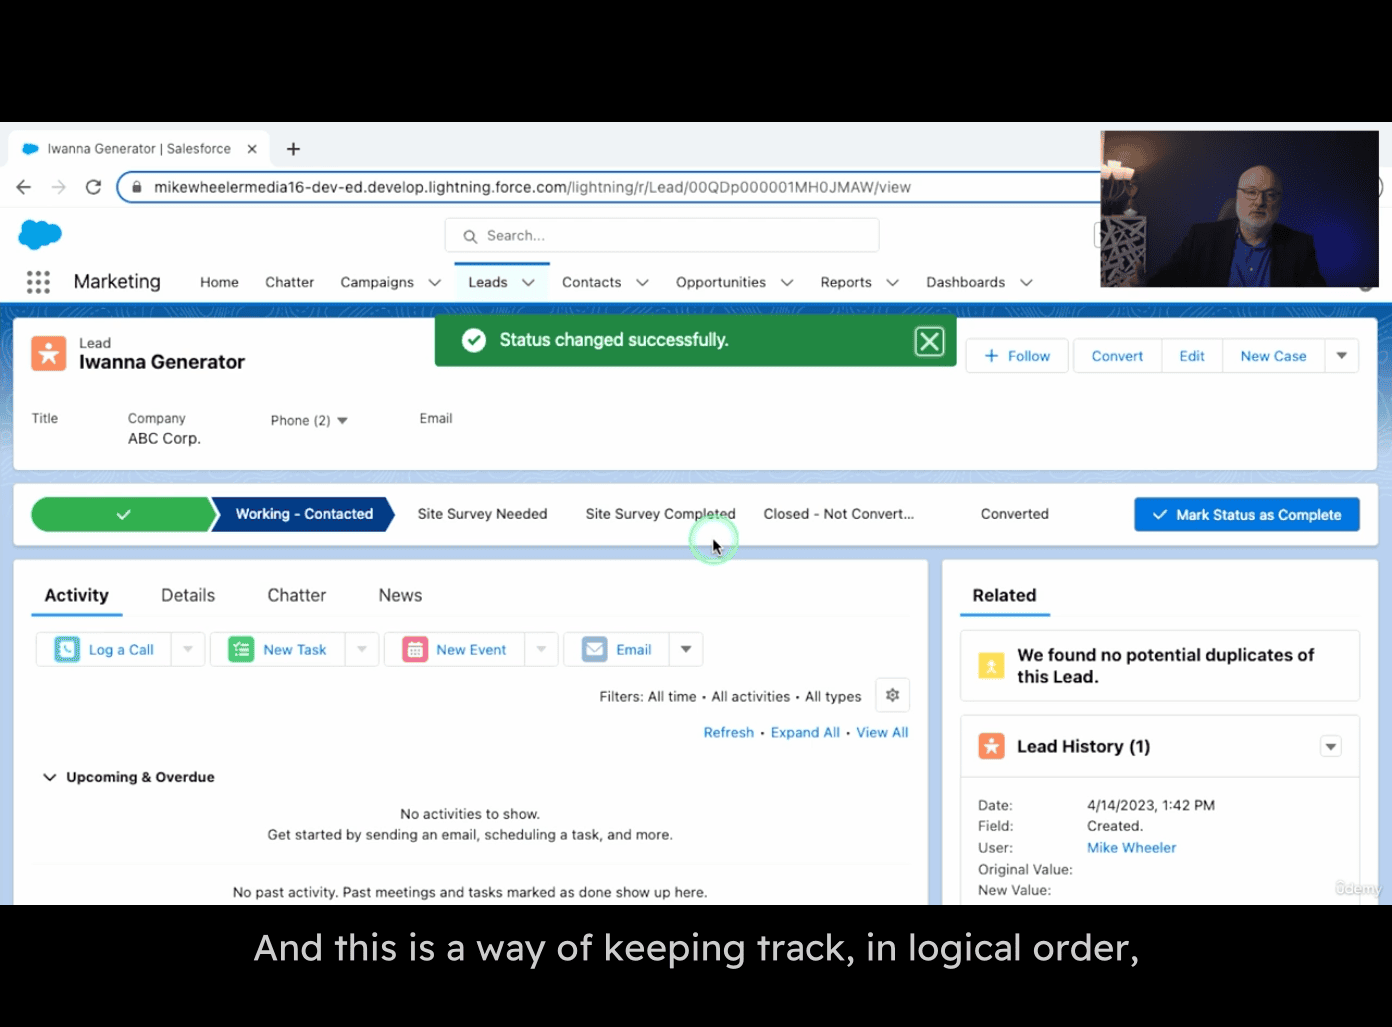 Iwanna Generator | Salesforce
mikewheelermedia16-dev-ed.develop.lightning.force.com/lightning/r/Lead/00QDp000001MH0JMAW/view
Search...
Marketing Home Chatter Campaigns Leads Contacts Opportunities Reports Dashboards
Status changed successfully.
Lead
Iwanna Generator
Follow Convert Edit New Case
Title Company Phone (2) Email
ABC Corp.
Working - Contacted Site Survey Needed Site Survey Completed Closed - Not Convert... Converted Mark Status as Complete
Activity Details Chatter News
Log a Call New Task New Event Email
Filters: All time • All activities • All types
Refresh • Expand All • View All
Upcoming & Overdue
No activities to show.
Get started by sending an email, scheduling a task, and more.
No past activity. Past meetings and tasks marked as done show up here.
Related
We found no potential duplicates of
this Lead.
Lead History (1)
Date: 4/14/2023, 1:42 PM
Field: Created.
User: Mike Wheeler
Original Value:
New Value:
ûdemy
And this is a way of keeping track, in logical order,